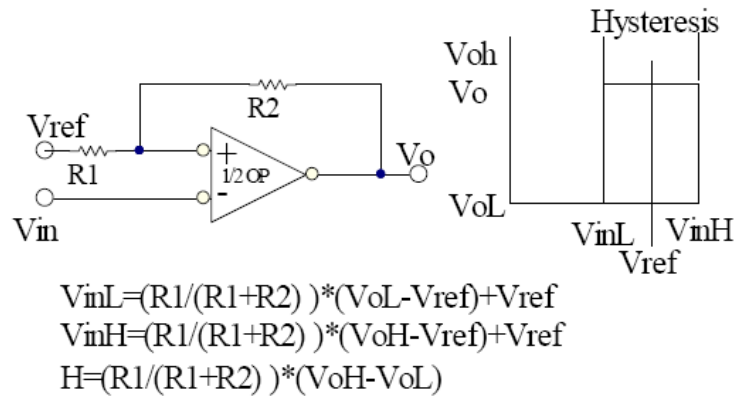 Hysteresis
Voh
Vo
R2
Vref
R1
+
1/2 OP
-
Vo
Vin
VoL
VinL
VinH
Vref
VinL=(R1/(R1+R2) )*(VoL-Vref)+Vref
VinH=(R1/(R1+R2) )*(VoH-Vref)+Vref
H=(R1/(R1+R2) )*(VoH-VoL)